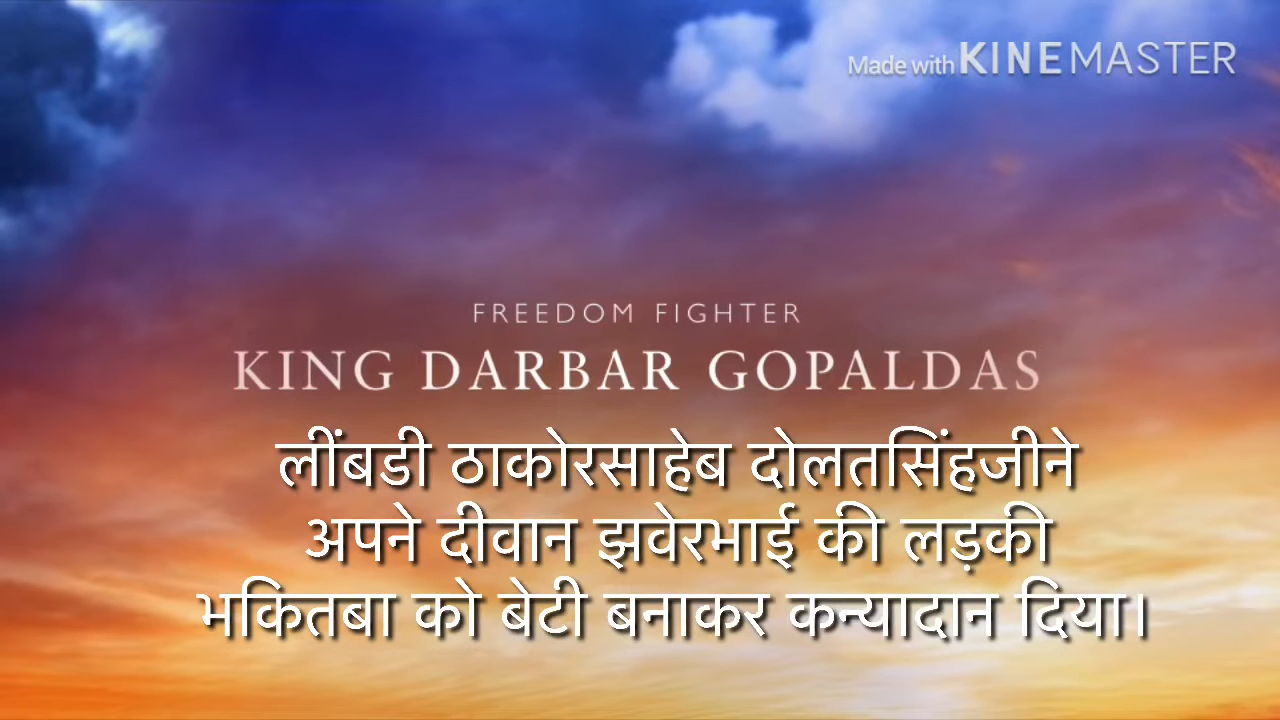 Made with KINEMASTER
FREEDOM FIGHTER
KING DARBAR GOPALDAS
लींबडी ठाकोरसाहेब दोलतसिंहजीने
अपने दीवान झवेरभाई की लड़की
भकितबा को बेटी बनाकर कन्यादान दिया।